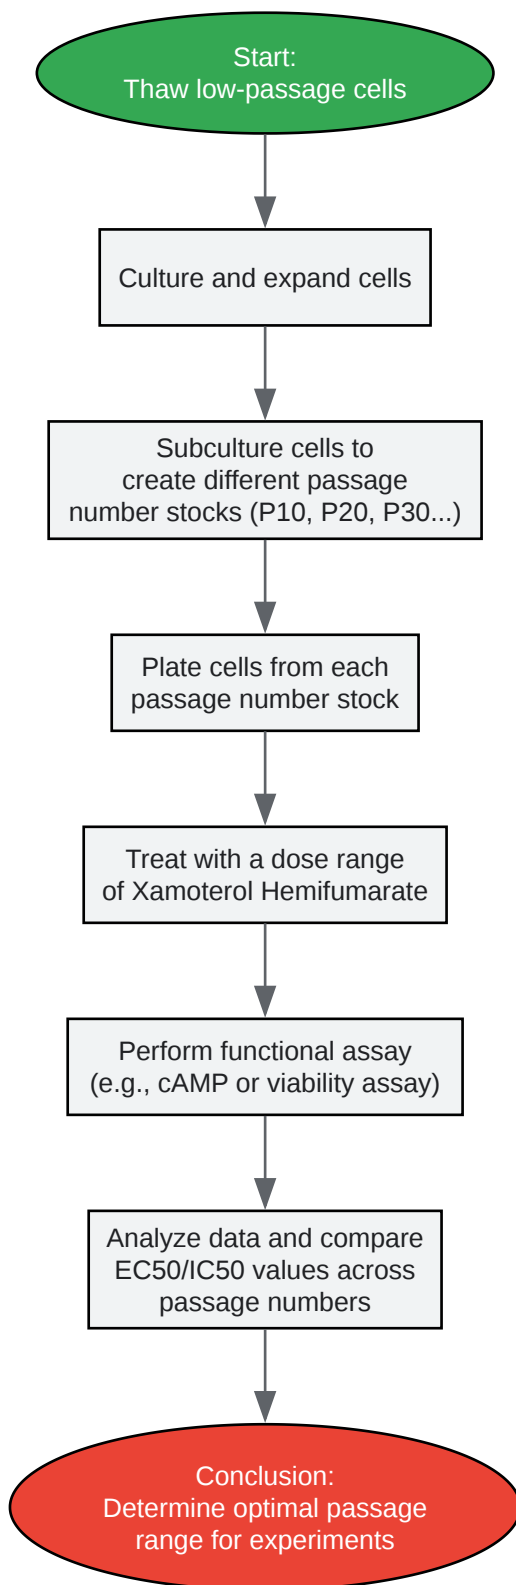 Start:
Thaw low-passage cells
Culture and expand cells
Subculture cells to
create different passage
number stocks (P10, P20, P30...)
Plate cells from each
passage number stock
Treat with a dose range
of Xamoterol Hemifumarate
Perform functional assay
(e.g., cAMP or viability assay)
Analyze data and compare
EC50/IC50 values across
passage numbers
Conclusion:
Determine optimal passage
range for experiments